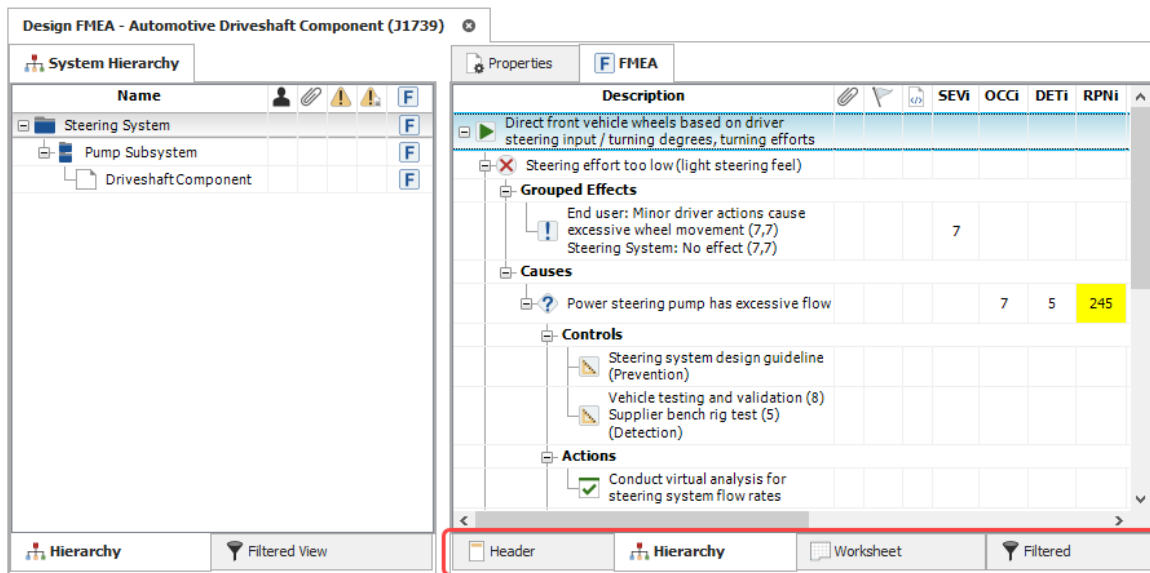 Design FMEA - Automotive Driveshaft Component (J1739)
System Hierarchy
Name
F
Steering System F
Pump Subsystem F
Driveshaft Component F
Hierarchy
Filtered View
Properties
F FMEA
Description SEVi OCCi DETi RPNi
Direct front vehicle wheels based on driver
steering input / turning degrees, turning efforts
Steering effort too low (light steering feel)
Grouped Effects
End user: Minor driver actions cause
excessive wheel movement (7,7)
Steering System: No effect (7,7)
7
Causes
Power steering pump has excessive flow 7 5 245
Controls
Steering system design guideline
(Prevention)
Vehicle testing and validation (8)
Supplier bench rig test (5)
(Detection)
Actions
Conduct virtual analysis for
steering system flow rates
Header
Hierarchy
Worksheet
Filtered